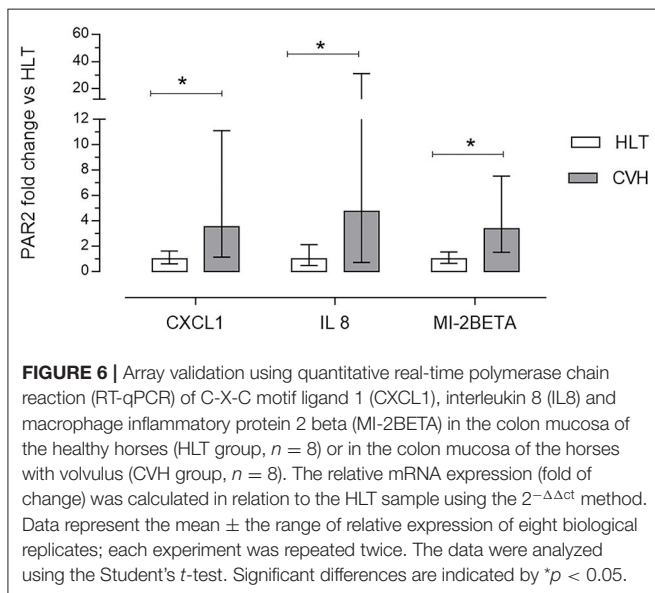 60
40
20
12
10
8
6
4
2
0
PAR2 fold change vs HLT
*
*
*
HLT
CVH
CXCL1
IL 8
MI-2BETA
FIGURE 6 | Array validation using quantitative real-time polymerase chain
reaction (RT-qPCR) of C-X-C motif ligand 1 (CXCL1), interleukin 8 (IL8) and
macrophage inflammatory protein 2 beta (MI-2BETA) in the colon mucosa of
the healthy horses (HLT group, n = 8) or in the colon mucosa of the horses
with volvulus (CVH group, n = 8). The relative mRNA expression (fold of
change) was calculated in relation to the HLT sample using the 2−ΔΔct method.
Data represent the mean ± the range of relative expression of eight biological
replicates; each experiment was repeated twice. The data were analyzed
using the Student's t-test. Significant differences are indicated by *p < 0.05.